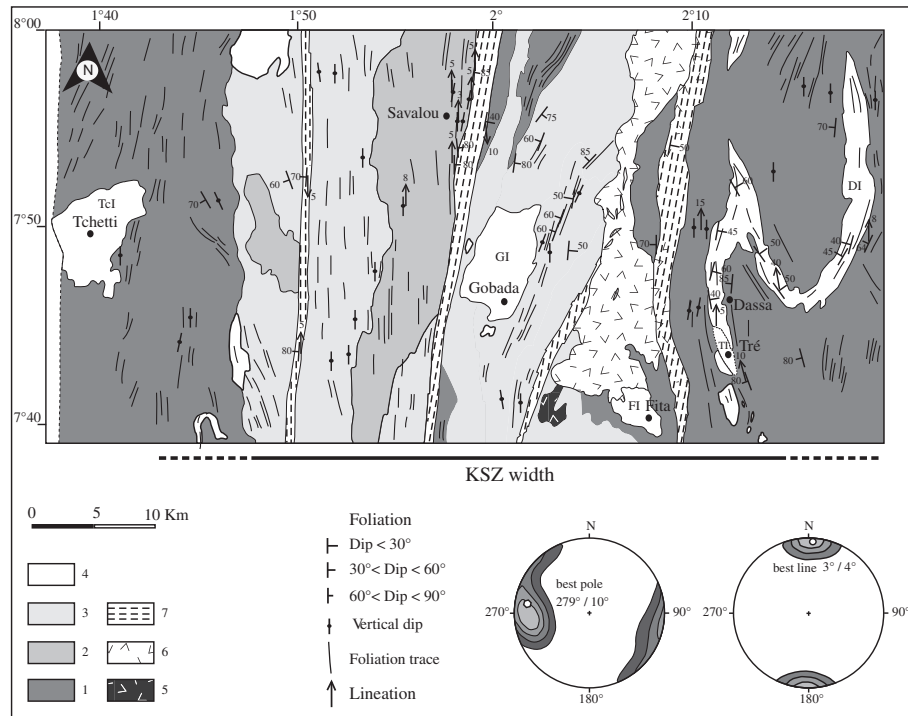 1°40 1°50 2° 2°10
8°00
N
Savalou
TcI
Tchetti
7°50
GI
Gobada
DI
Dassa
TI Tré
FI Fita
7°40
KSZ width
0 5 10 Km
4
3 7
2 6
1 5
Foliation
Dip < 30°
30°< Dip < 60°
60°< Dip < 90°
Vertical dip
Foliation trace
Lineation
N
best pole
279° / 10°
270° 90°
180°
N
best line 3° / 4°
270° 90°
180°